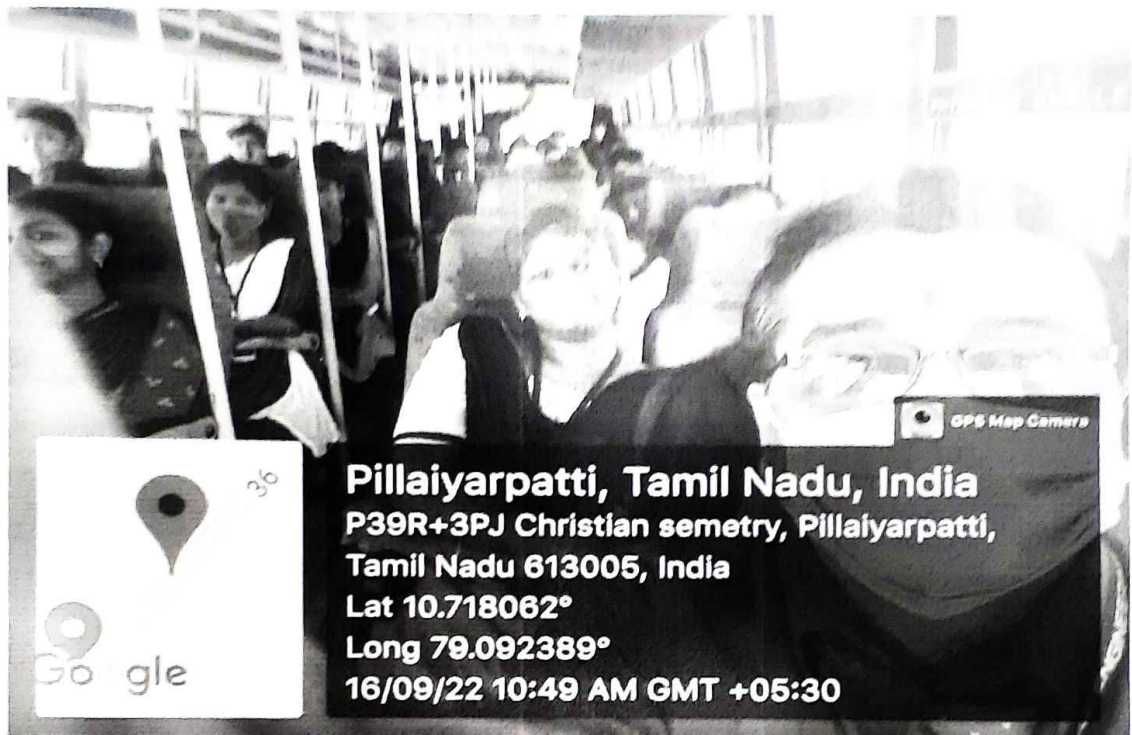 GPS Map Camera
Pillaiyarpatti, Tamil Nadu, India
P39R+3PJ Christian semetry, Pillaiyarpatti,
Tamil Nadu 613005, India
Lat 10.718062°
Long 79.092389°
16/09/22 10:49 AM GMT +05:30
36
Google